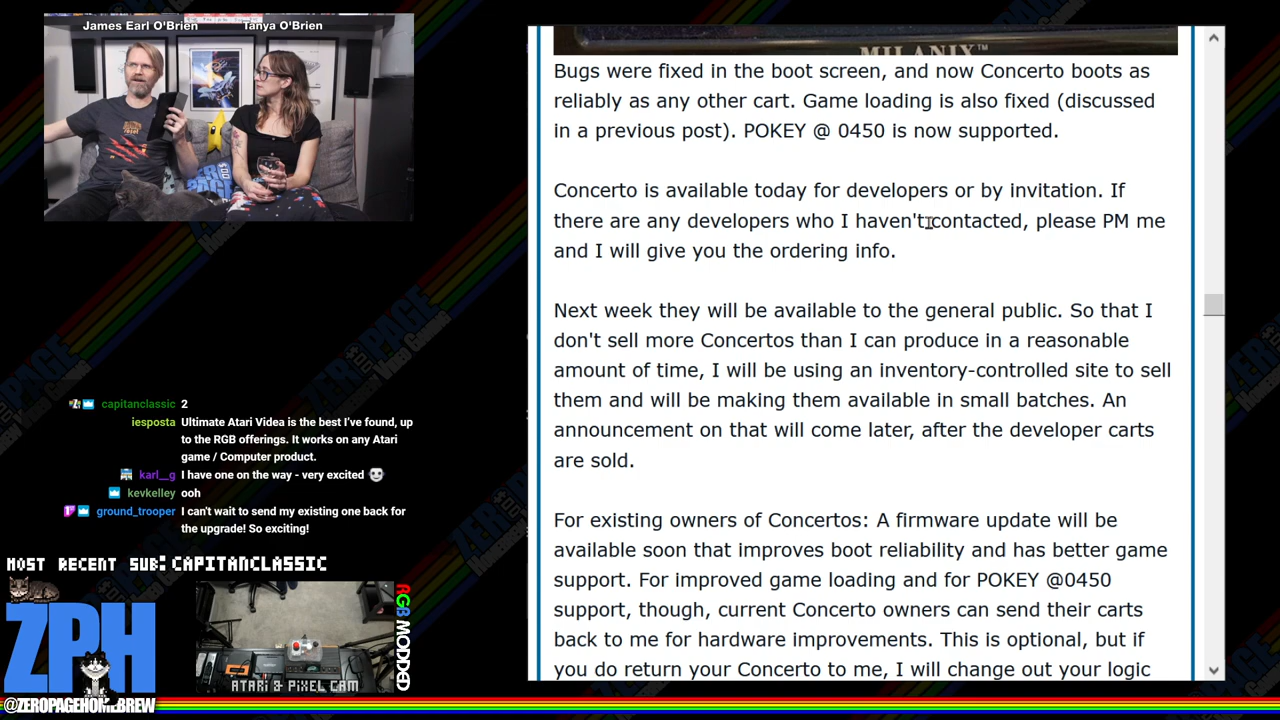 James Earl O'Brien
Tanya O'Brien
MILANIX™
Bugs were fixed in the boot screen, and now Concerto boots as
reliably as any other cart. Game loading is also fixed (discussed
in a previous post). POKEY @ 0450 is now supported.
Concerto is available today for developers or by invitation. If
there are any developers who I haven't contacted, please PM me
and I will give you the ordering info.
Next week they will be available to the general public. So that I
don't sell more Concertos than I can produce in a reasonable
amount of time, I will be using an inventory-controlled site to sell
them and will be making them available in small batches. An
announcement on that will come later, after the developer carts
are sold.
For existing owners of Concertos: A firmware update will be
available soon that improves boot reliability and has better game
support. For improved game loading and for POKEY @0450
support, though, current Concerto owners can send their carts
back to me for hardware improvements. This is optional, but if
you do return your Concerto to me, I will change out your logic
capitanclassic 2
iesposta Ultimate Atari Videa is the best I've found, up
to the RGB offerings. It works on any Atari
game / Computer product.
karl__g I have one on the way - very excited
kevkelley ooh
ground_trooper I can't wait to send my existing one back for
the upgrade! So exciting!
MOST RECENT SUB: CAPITANCLASSIC
ZPH
RGB MODDED
ATARI & PIXEL CAM
@ZEROPAGEHOMEBREW